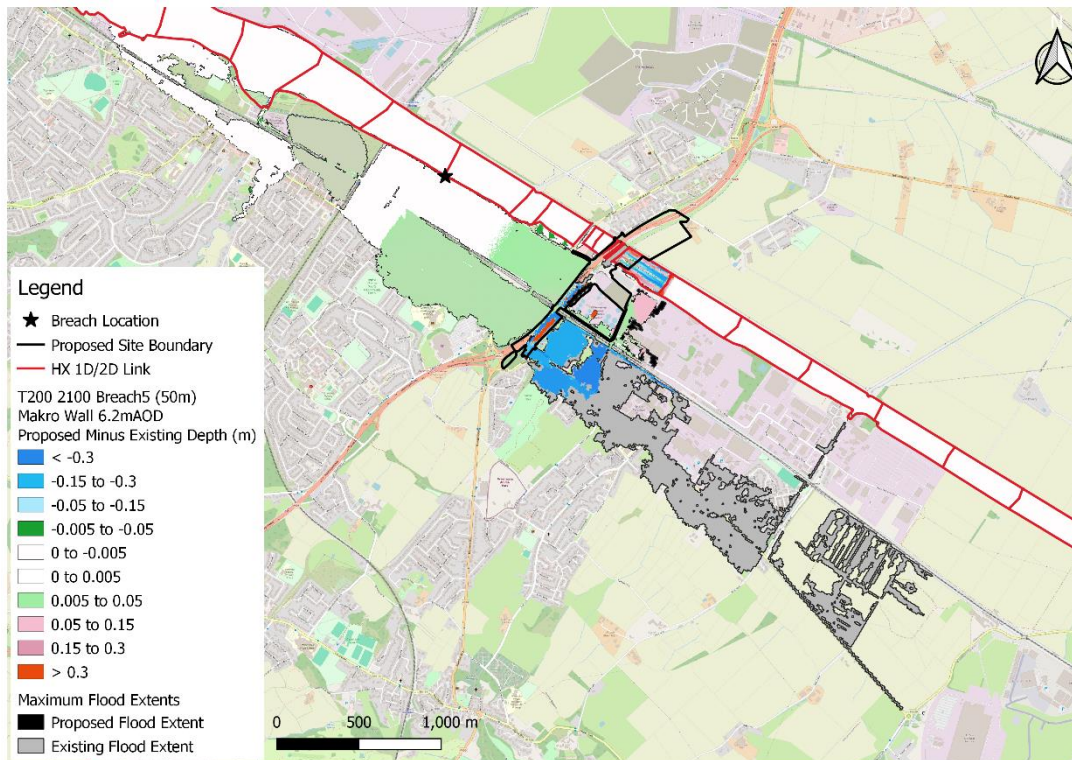 N
Legend
Breach Location
Proposed Site Boundary
HX 1D/2D Link
T200 2100 Breach5 (50m)
Makro Wall 6.2mAOD
Proposed Minus Existing Depth (m)
< -0.3
-0.15 to -0.3
-0.05 to -0.15
-0.005 to -0.05
0 to -0.005
0 to 0.005
0.005 to 0.05
0.05 to 0.15
0.15 to 0.3
> 0.3
Maximum Flood Extents
Proposed Flood Extent
Existing Flood Extent
0 500 1,000 m